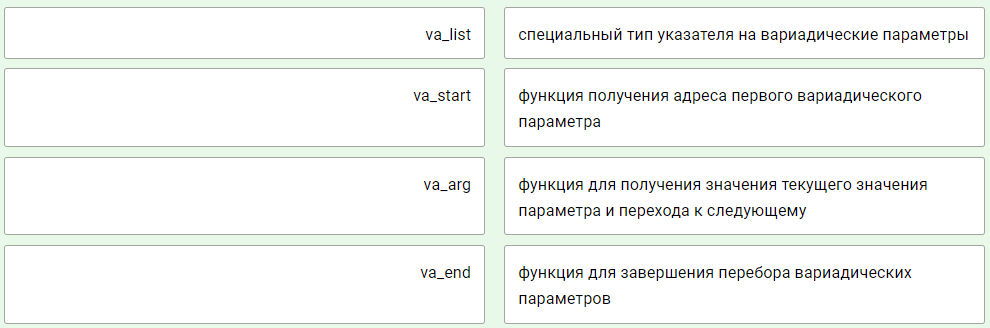 va_list
специальный тип указателя на вариадические параметры
va_start
функция получения адреса первого вариадического
параметра
va_arg
функция для получения значения текущего значения
параметра и перехода к следующему
va_end
функция для завершения перебора вариадических
параметров